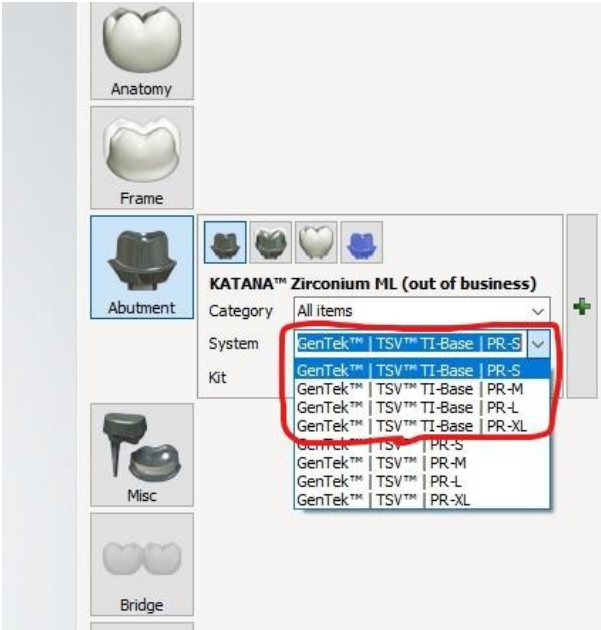 Anatomy
Frame
Abutment
KATANA™ Zirconium ML (out of business)
Category All items
System GenTek™ | TSV™ TI-Base | PR-S
Kit
GenTek™ | TSV™ TI-Base | PR-S
GenTek™ | TSV™ TI-Base | PR-M
GenTek™ | TSV™ TI-Base | PR-L
GenTek™ | TSV™ TI-Base | PR-XL
GenTek™ | TSV™ | PR-S
GenTek™ | TSV™ | PR-M
GenTek™ | TSV™ | PR-L
GenTek™ | TSV™ | PR-XL
Misc
Bridge